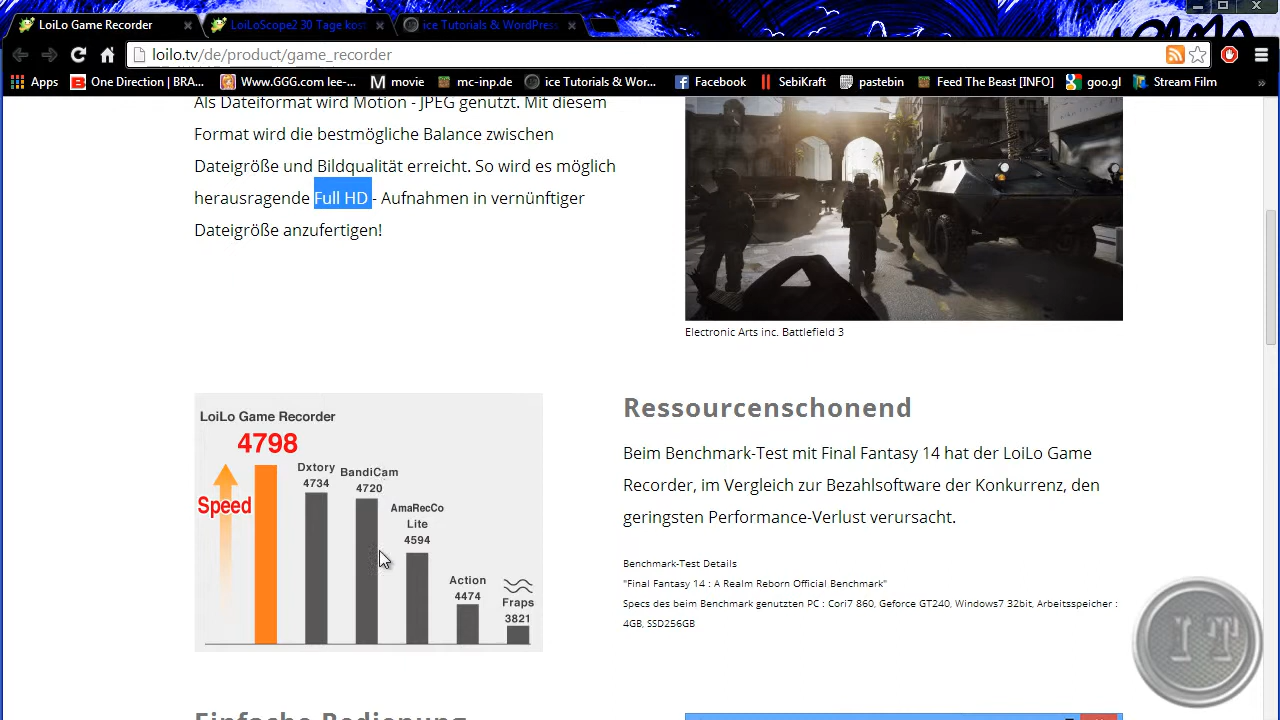 LoiLo Game Recorder
LoiLoScope2 30 Tage kost
ice Tutorials & WordPress
loilo.tv/de/product/game_recorder
Apps
One Direction | BRA...
Www.GGG.com lee-...
M movie
mc-inp.de
ice Tutorials & Wor...
Facebook
SebiKraft
pastebin
Feed The Beast [INFO]
goo.gl
Stream Film
»
Als Dateiformat wird Motion - JPEG genutzt. Mit diesem
Format wird die bestmögliche Balance zwischen
Dateigröße und Bildqualität erreicht. So wird es möglich
herausragende Full HD - Aufnahmen in vernünftiger
Dateigröße anzufertigen!
Electronic Arts inc. Battlefield 3
LoiLo Game Recorder
4798
Speed
Dxtory
4734
BandiCam
4720
AmaRecCo
Lite
4594
Action
4474
Fraps
3821
Ressourcenschonend
Beim Benchmark-Test mit Final Fantasy 14 hat der LoiLo Game
Recorder, im Vergleich zur Bezahlsoftware der Konkurrenz, den
geringsten Performance-Verlust verursacht.
Benchmark-Test Details
"Final Fantasy 14 : A Realm Reborn Official Benchmark"
Specs des beim Benchmark genutzten PC : Cori7 860, Geforce GT240, Windows7 32bit, Arbeitsspeicher :
4GB, SSD256GB
IT
Einfache Bedienung